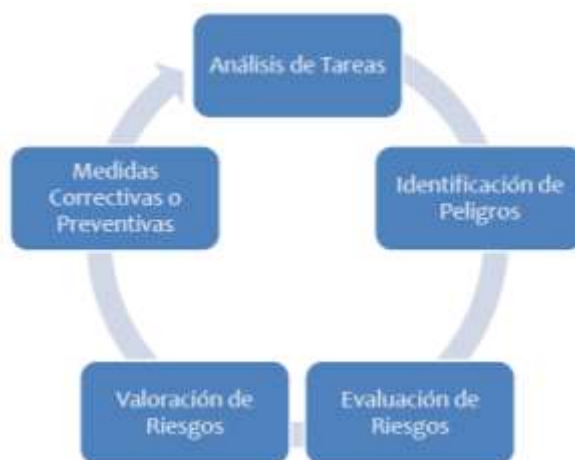 Análisis de Tareas
Identificación de
Peligros
Evaluación de
Riesgos
Valoración de
Riesgos
Medidas
Correctivas o
Preventivas